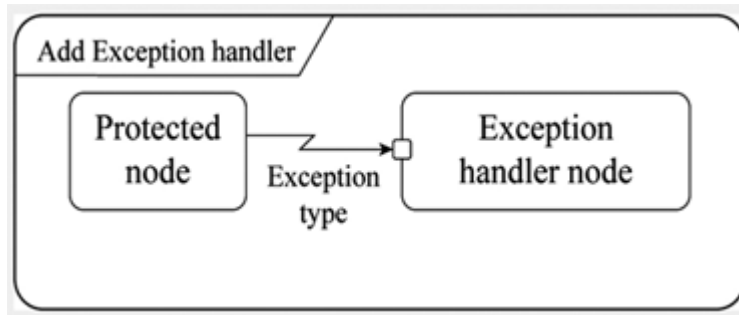 Add Exception handler
Protected
node
Exception
type
Exception
handler node